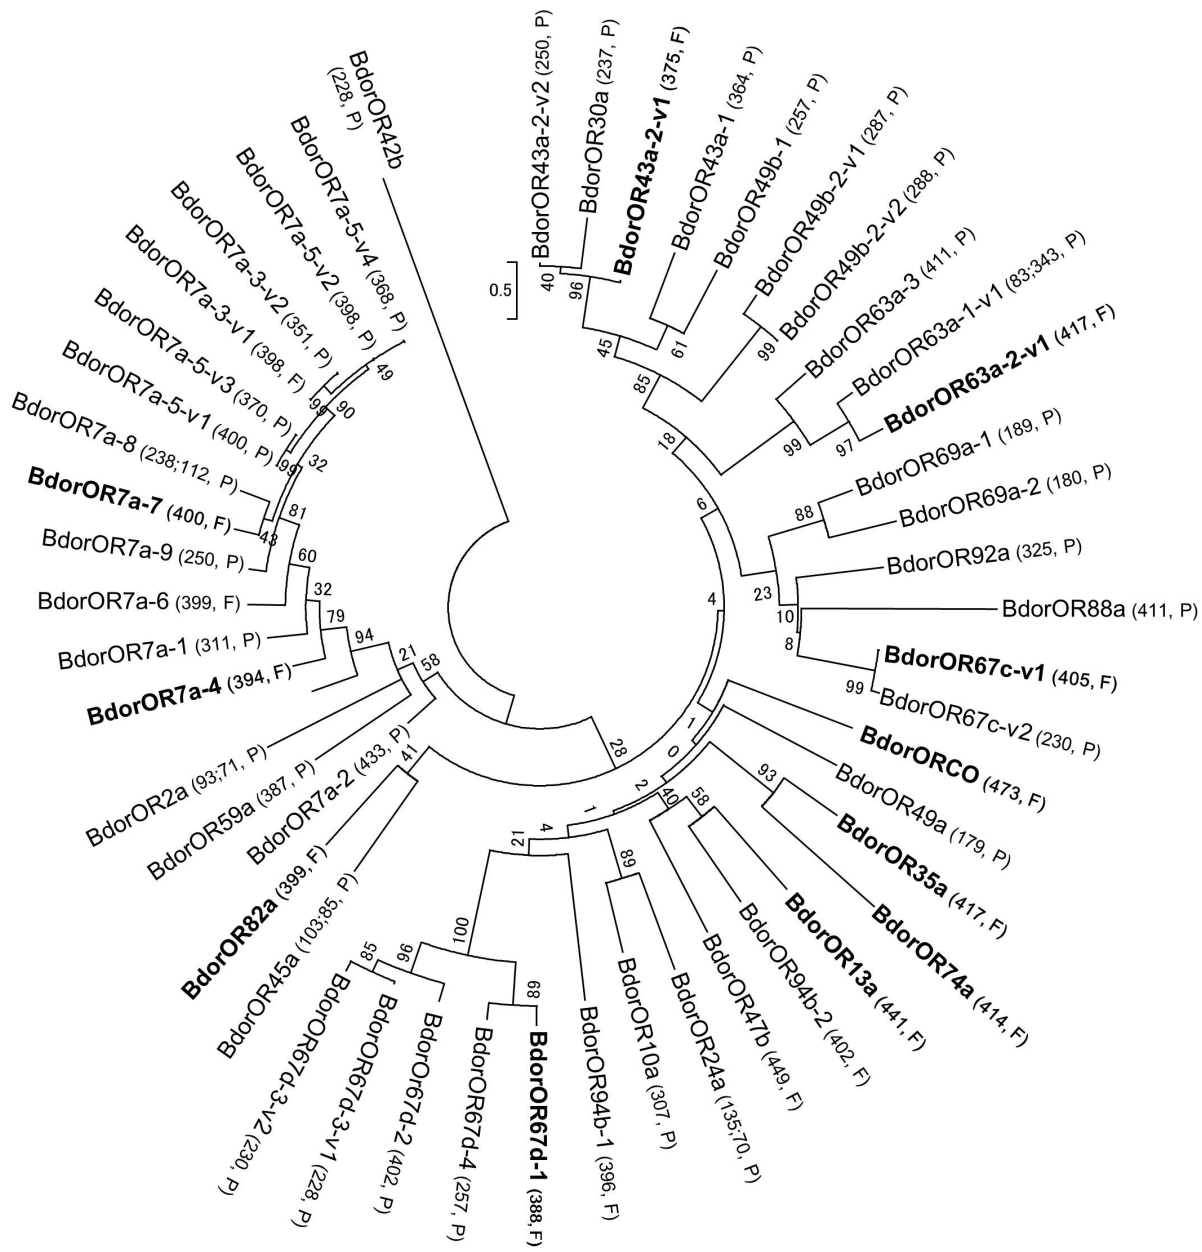 BdorOR43a-2-v2 (250, P)
BdorOR30a (237, P)
BdorOR43a-2-v1 (375, F)
BdorOR43a-1 (364, P)
BdorOR49b-1 (257, P)
BdorOR49b-2-v1 (287, P)
BdorOR49b-2-v2 (288, P)
BdorOR63a-3 (411, P)
BdorOR63a-1-v1 (83;343, P)
BdorOR63a-2-v1 (417, F)
BdorOR69a-1 (189, P)
BdorOR69a-2 (180, P)
BdorOR92a (325, P)
BdorOR88a (411, P)
BdorOR67c-v1 (405, F)
BdorOR67c-v2 (230, P)
BdorORCO (473, F)
BdorOR49a (179, P)
BdorOR35a (417, F)
BdorOR74a (414, F)
BdorOR13a (441, F)
BdorOR94b-2 (402, F)
BdorOR47b (449, F)
BdorOR24a (135;70, P)
BdorOR10a (307, P)
BdorOR94b-1 (396, F)
BdorOR67d-1 (388, F)
BdorOR67d-4 (257, P)
BdorOr67d-2 (402, P)
BdorOR67d-3-v1 (228, P)
BdorOR67d-3-v2 (230, P)
BdorOR45a (103;85, P)
BdorOR82a (399, F)
BdorOR7a-2 (433, P)
BdorOR59a (387, P)
BdorOR2a (93;71, P)
BdorOR7a-4 (394, F)
BdorOR7a-1 (311, P)
BdorOR7a-6 (399, F)
BdorOR7a-9 (250, P)
BdorOR7a-7 (400, F)
BdorOR7a-8 (238;112, P)
BdorOR7a-5-v1 (400, P)
BdorOR7a-5-v3 (370, P)
BdorOR7a-3-v1 (398, F)
BdorOR7a-3-v2 (351, P)
BdorOR7a-5-v2 (398, P)
BdorOR7a-5-v4 (368, P)
BdorOR42b
(228, P)
0.5
40
96
45
61
85
99
18
99
97
6
88
23
10
8
99
4
1
0
93
2
40
58
1
4
89
21
100
89
96
85
28
41
58
21
94
79
32
60
81
43
32
99
90
99
49